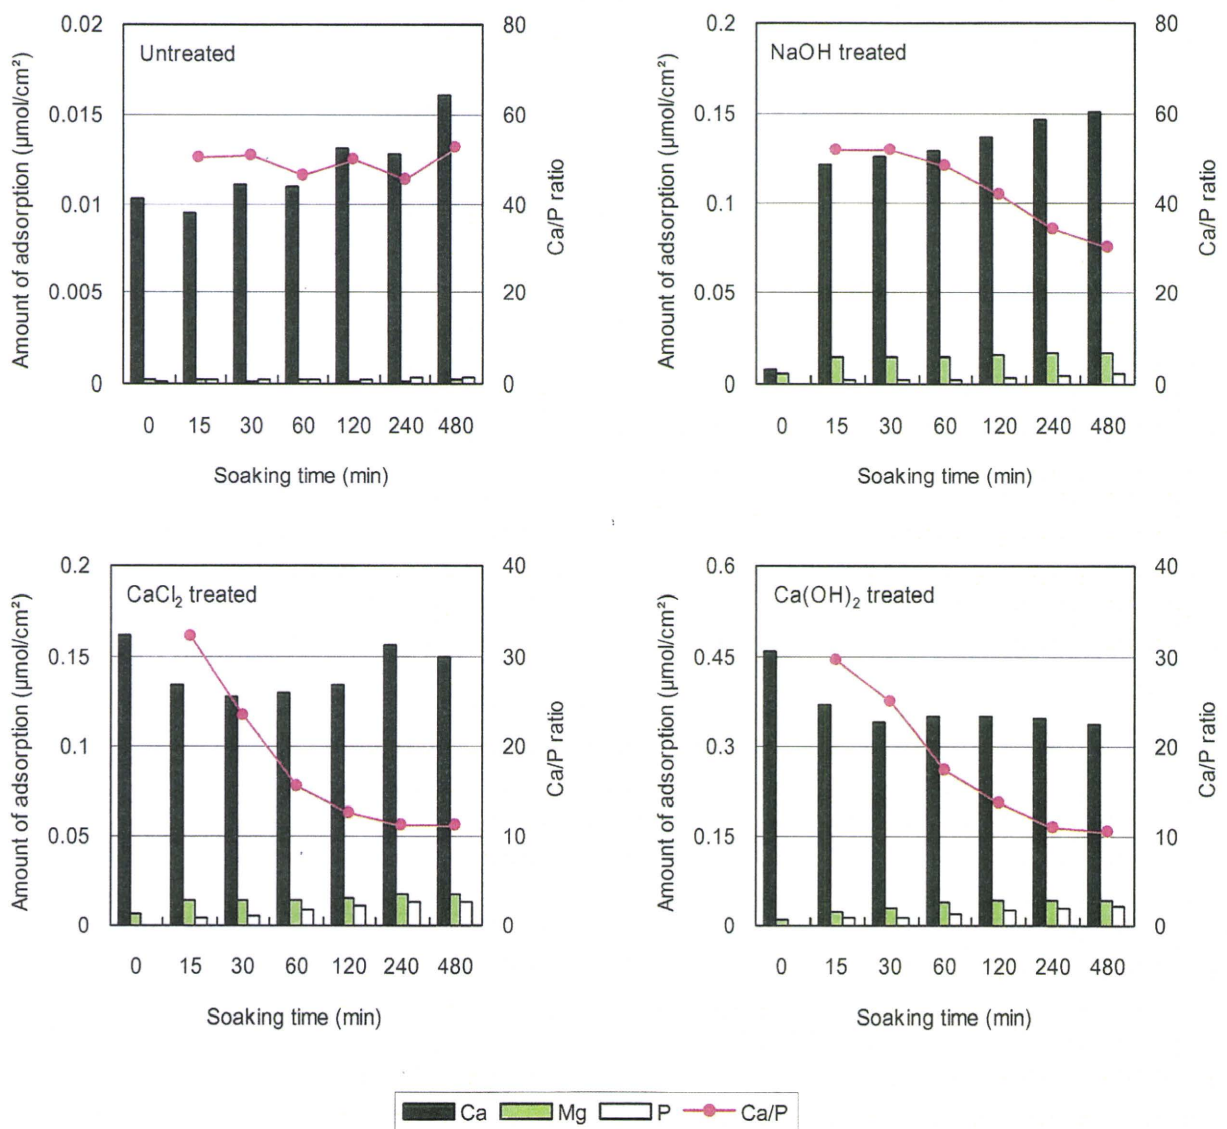 Untreated
Amount of adsorption (µmol/cm²)
0.02
0.015
0.01
0.005
0
80
60
40
20
0
Ca/P ratio
0 15 30 60 120 240 480
Soaking time (min)
NaOH treated
Amount of adsorption (µmol/cm²)
0.2
0.15
0.1
0.05
0
80
60
40
20
0
Ca/P ratio
0 15 30 60 120 240 480
Soaking time (min)
CaCl₂ treated
Amount of adsorption (µmol/cm²)
0.2
0.15
0.1
0.05
0
40
30
20
10
0
Ca/P ratio
0 15 30 60 120 240 480
Soaking time (min)
Ca(OH)₂ treated
Amount of adsorption (µmol/cm²)
0.6
0.45
0.3
0.15
0
40
30
20
10
0
Ca/P ratio
0 15 30 60 120 240 480
Soaking time (min)
Ca Mg P Ca/P